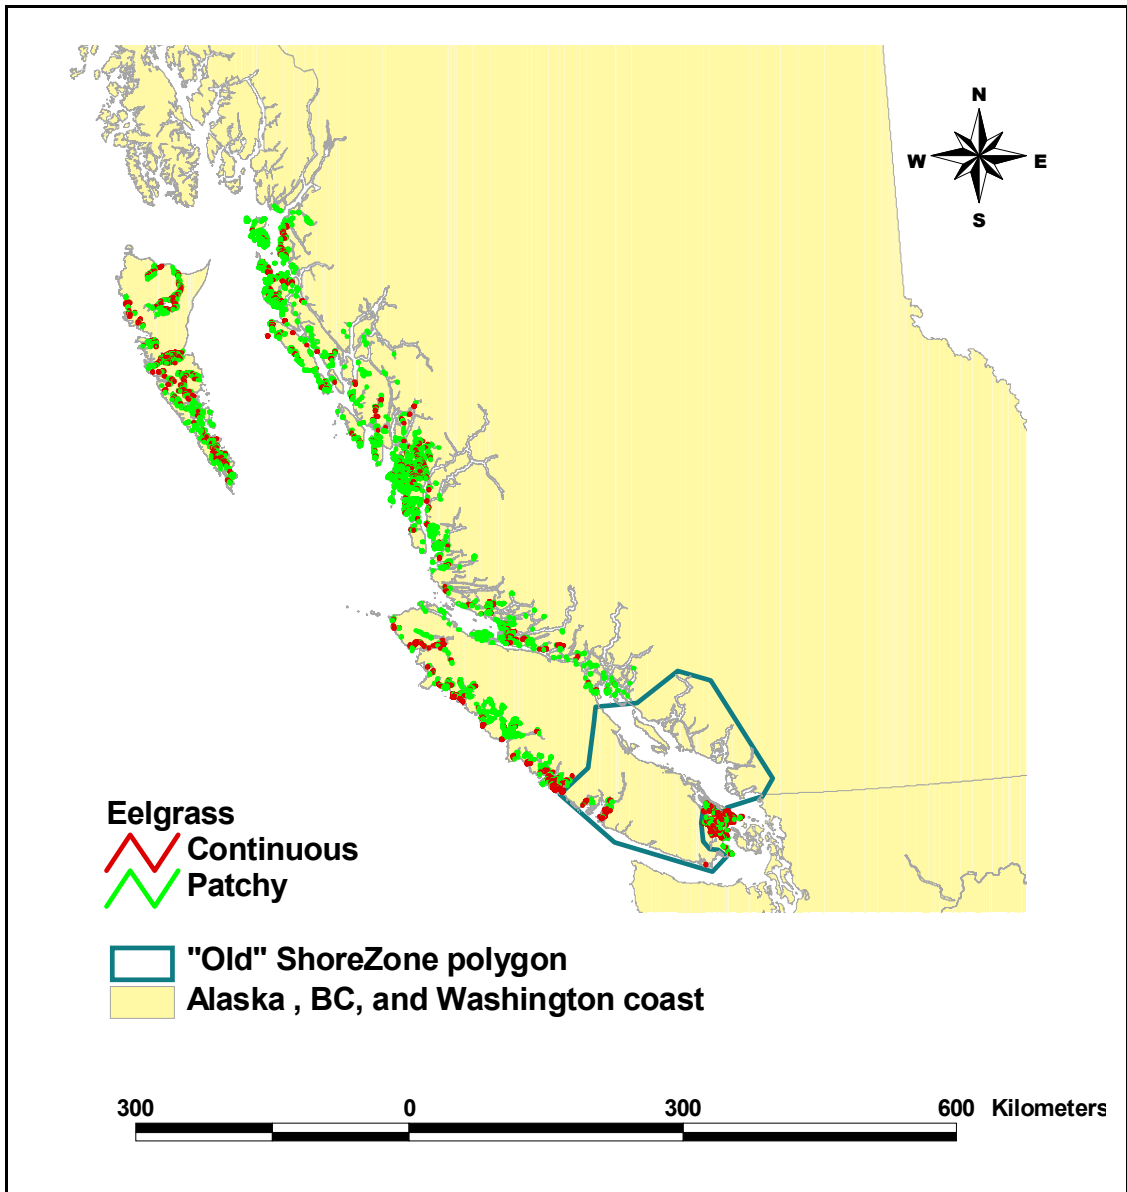 N
W E
S
Eelgrass
Continuous
Patchy
"Old" ShoreZone polygon
Alaska , BC, and Washington coast
300 0 300 600 Kilometers